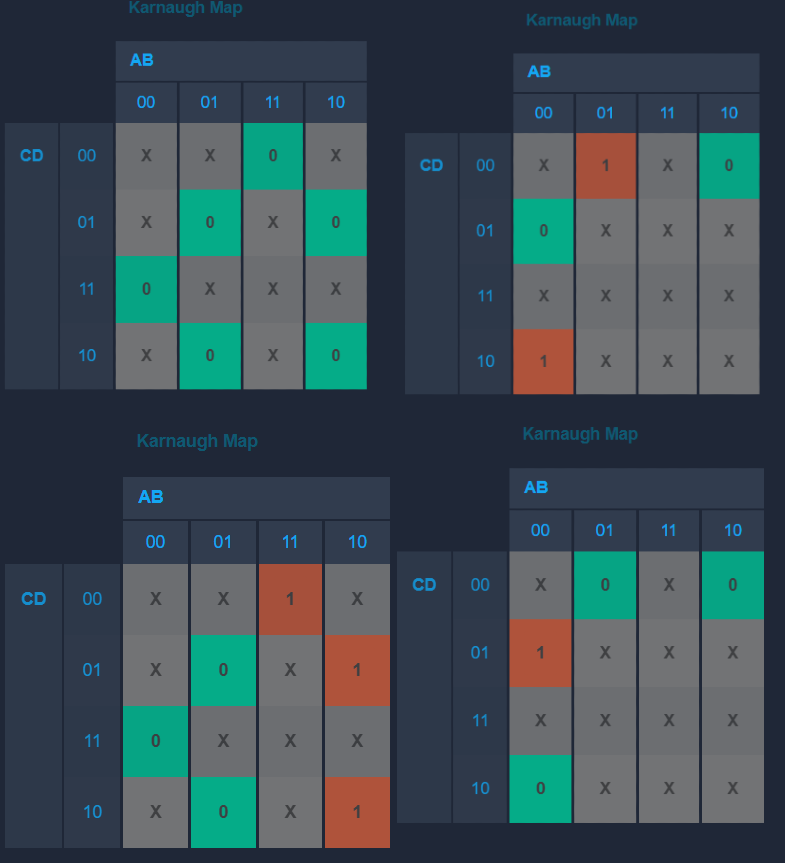 Karnaugh Map
AB
00 01 11 10
CD 00 X X 0 X
01 X 0 X 0
11 0 X X X
10 X 0 X 0
Karnaugh Map
AB
00 01 11 10
CD 00 X 1 X 0
01 0 X X X
11 X X X X
10 1 X X X
Karnaugh Map
AB
00 01 11 10
CD 00 X X 1 X
01 X 0 X 1
11 0 X X X
10 X 0 X 1
Karnaugh Map
AB
00 01 11 10
CD 00 X 0 X 0
01 1 X X X
11 X X X X
10 0 X X X